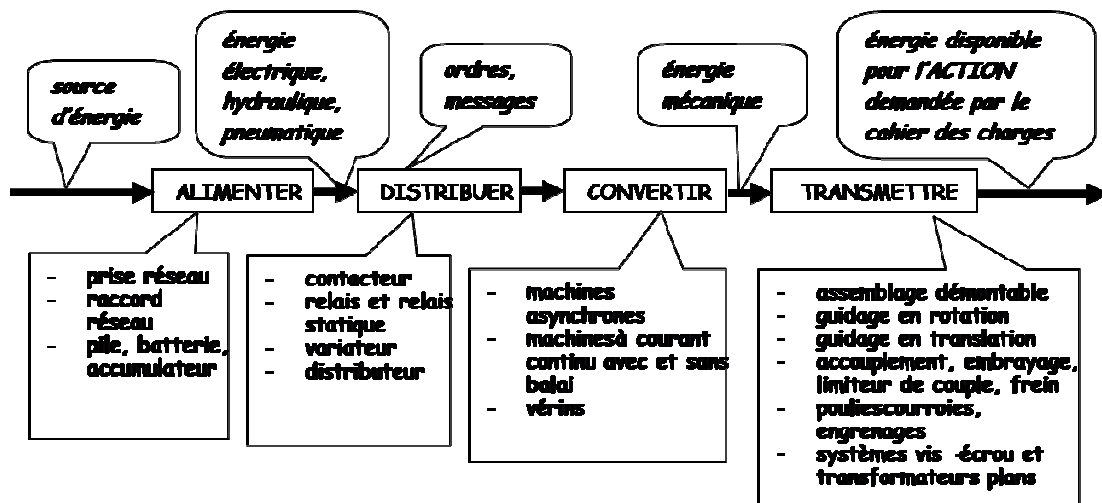 source
d'énergie
énergie
électrique,
hydraulique,
pneumatique
ordres,
messages
énergie
mécanique
énergie disponible
pour l'ACTION
demandée par le
cahier des charges
ALIMENTER
DISTRIBUER
CONVERTIR
TRANSMETTRE
- prise réseau
- raccord
réseau
- pile, batterie,
accumulateur
- contacteur
- relais et relais
statique
- variateur
- distributeur
- machines
asynchrones
- machinesà courant
continu avec et sans
balai
- vérins
- assemblage démontable
- guidage en rotation
- guidage en translation
- accouplement, embrayage,
limiteur de couple, frein
- pouliescourroies,
engrenages
- systèmes vis -écrou et
transformateurs plans